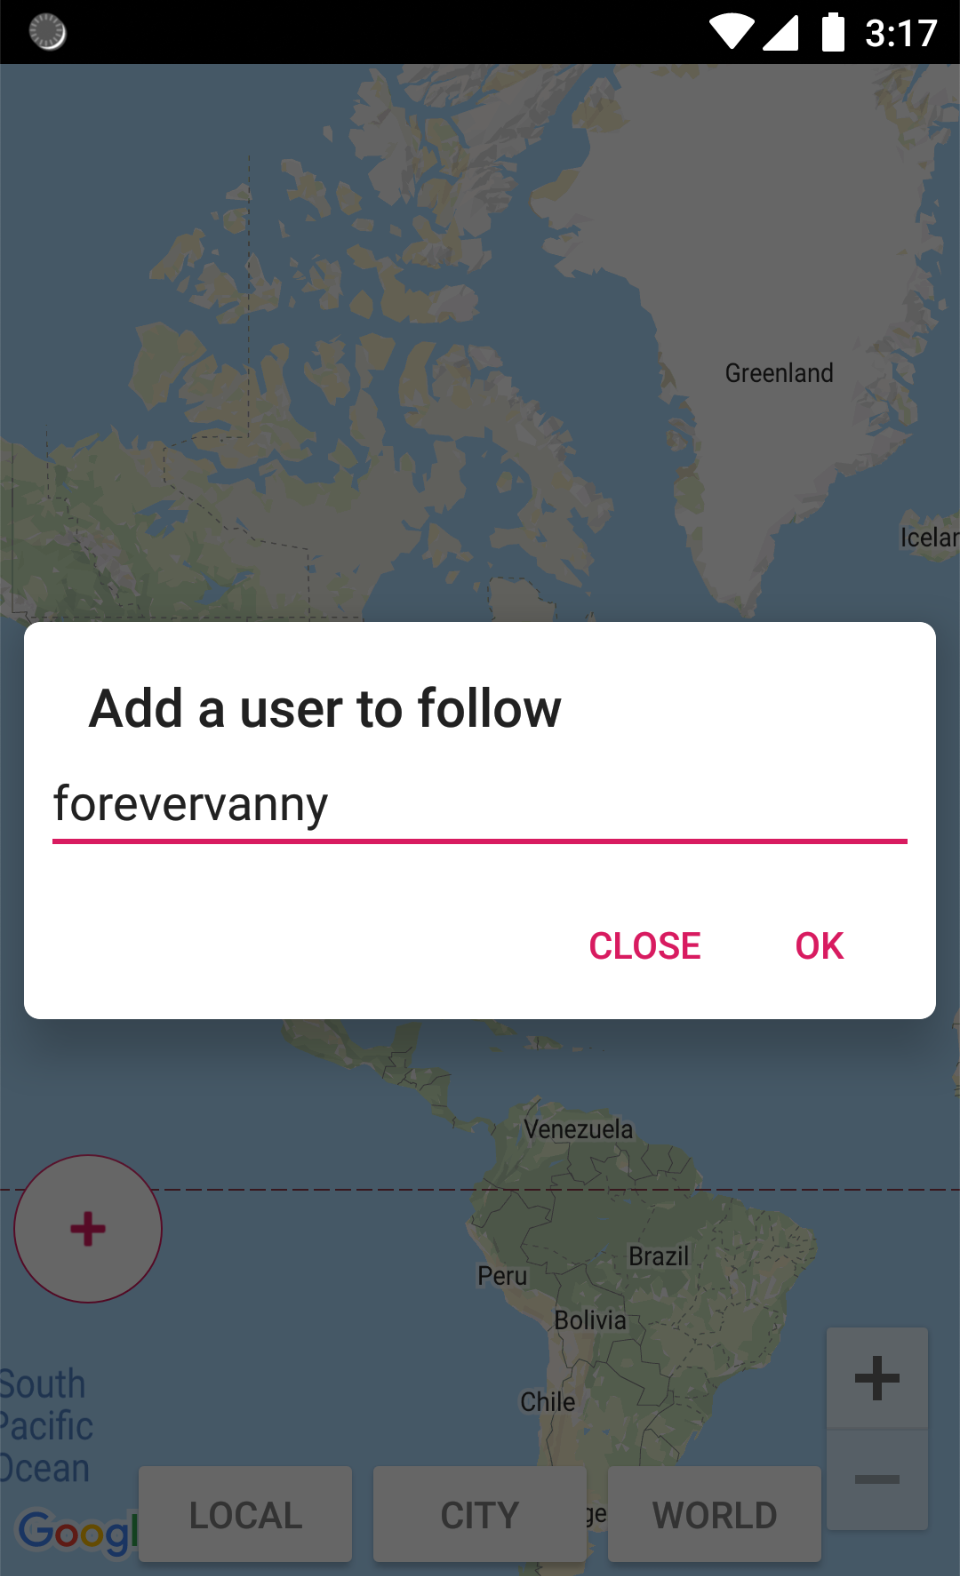 3:17
Greenland
Icelan
Add a user to follow
forevervanny
CLOSE
OK
Venezuela
Brazil
Peru
Bolivia
Chile
South
Pacific
Ocean
Googl
LOCAL
CITY
ge
WORLD